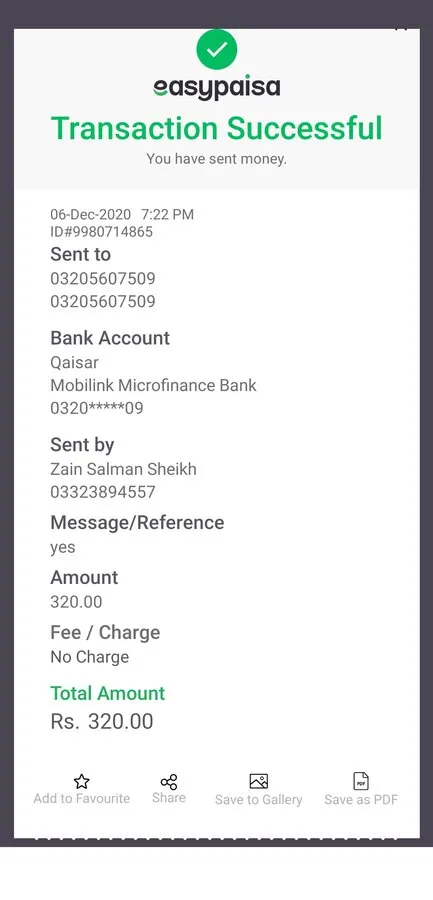 easypaisa
Transaction Successful
You have sent money.
06-Dec-2020 7:22 PM
ID#9980714865
Sent to
03205607509
03205607509
Bank Account
Qaisar
Mobilink Microfinance Bank
0320*****09
Sent by
Zain Salman Sheikh
03323894557
Message/Reference
yes
Amount
320.00
Fee / Charge
No Charge
Total Amount
Rs. 320.00
Add to Favourite
Share
Save to Gallery
PDF
Save as PDF